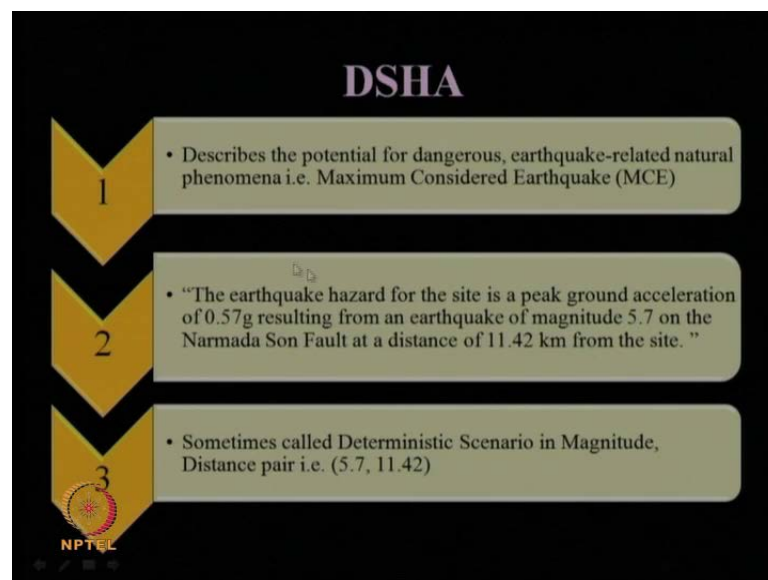 DSHA
1
• Describes the potential for dangerous, earthquake-related natural
phenomena i.e. Maximum Considered Earthquake (MCE)
2
• “The earthquake hazard for the site is a peak ground acceleration
of 0.57g resulting from an earthquake of magnitude 5.7 on the
Narmada Son Fault at a distance of 11.42 km from the site. ”
3
• Sometimes called Deterministic Scenario in Magnitude,
Distance pair i.e. (5.7, 11.42)
NPTEL